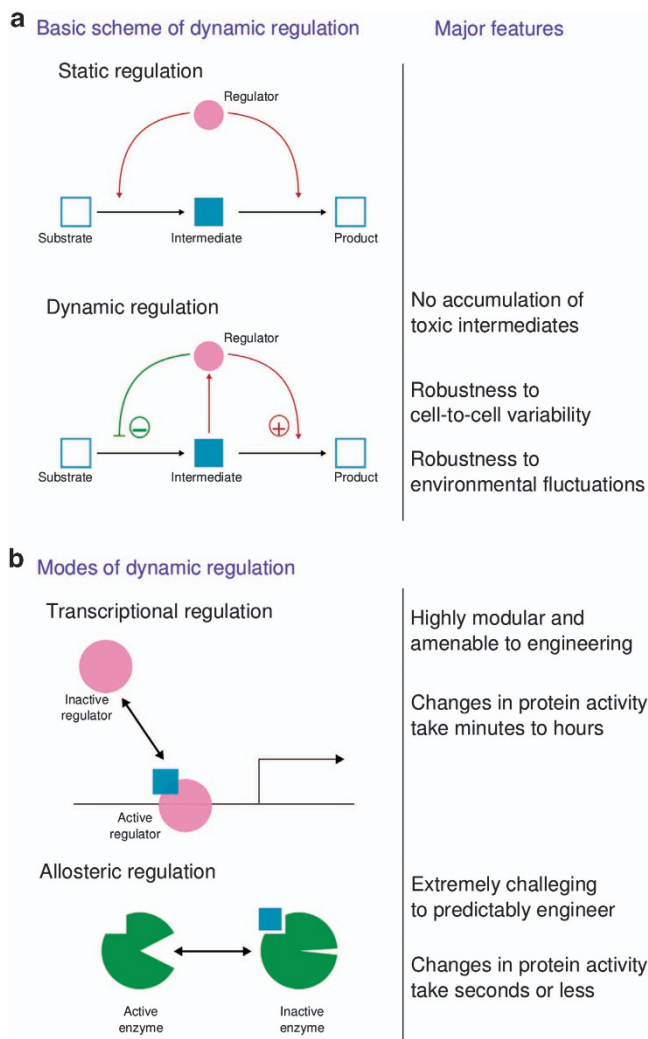 a Basic scheme of dynamic regulation
Major features
Static regulation
Regulator
Substrate
Intermediate
Product
Dynamic regulation
Regulator
−
+
Substrate
Intermediate
Product
No accumulation of
toxic intermediates
Robustness to
cell-to-cell variability
Robustness to
environmental fluctuations
b Modes of dynamic regulation
Transcriptional regulation
Inactive
regulator
Active
regulator
Highly modular and
amenable to engineering
Changes in protein activity
take minutes to hours
Allosteric regulation
Active
enzyme
Inactive
enzyme
Extremely challeging
to predictably engineer
Changes in protein activity
take seconds or less